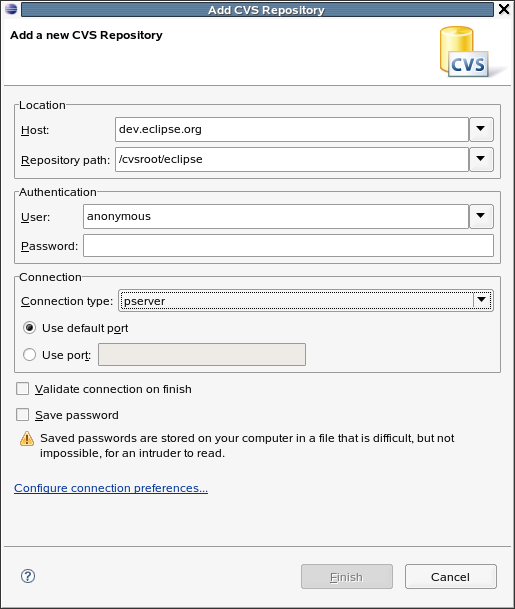 Add CVS Repository
Add a new CVS Repository
CVS
Location
Host: dev.eclipse.org
Repository path: /cvsroot/eclipse
Authentication
User: anonymous
Password:
Connection
Connection type: pserver
Use default port
Use port:
Validate connection on finish
Save password
Saved passwords are stored on your computer in a file that is difficult, but not
impossible, for an intruder to read.
Configure connection preferences...
?
Finish Cancel